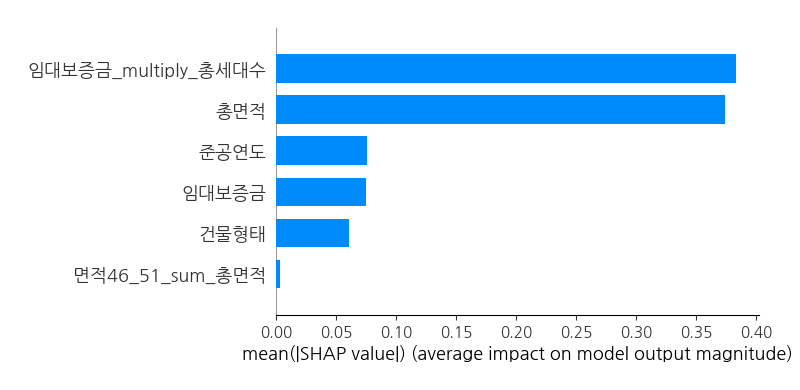 임대보증금_multiply_총세대수
총면적
준공연도
임대보증금
건물형태
면적46_51_sum_총면적
0.00 0.05 0.10 0.15 0.20 0.25 0.30 0.35 0.40
mean(|SHAP value|) (average impact on model output magnitude)